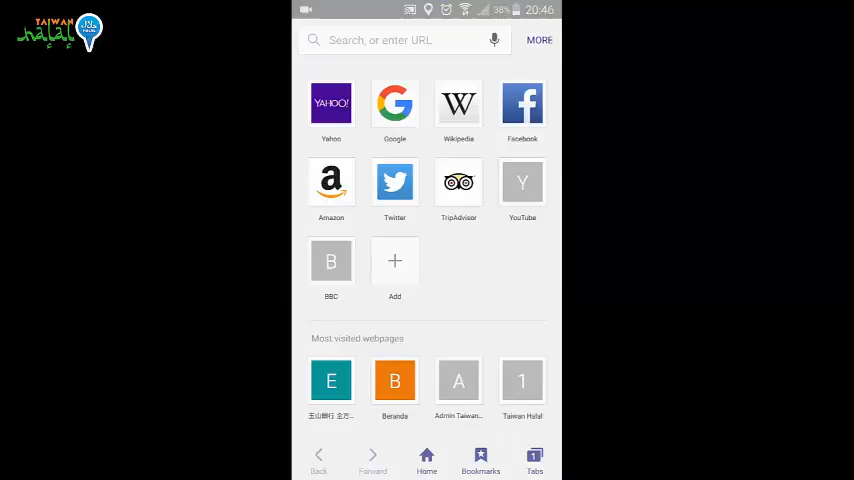 TAIWAN
halal
حلال
HALAL
38% 20:46
Search, or enter URL
MORE
YAHOO!
G
W
f
Yahoo
Google
Wikipedia
Facebook
a
Y
Amazon
Twitter
TripAdvisor
YouTube
B
+
BBC
Add
Most visited webpages
E
B
A
1
玉山銀行 全方...
Beranda
Admin Taiwan...
Taiwan Halal
Back
Forward
Home
Bookmarks
1
Tabs